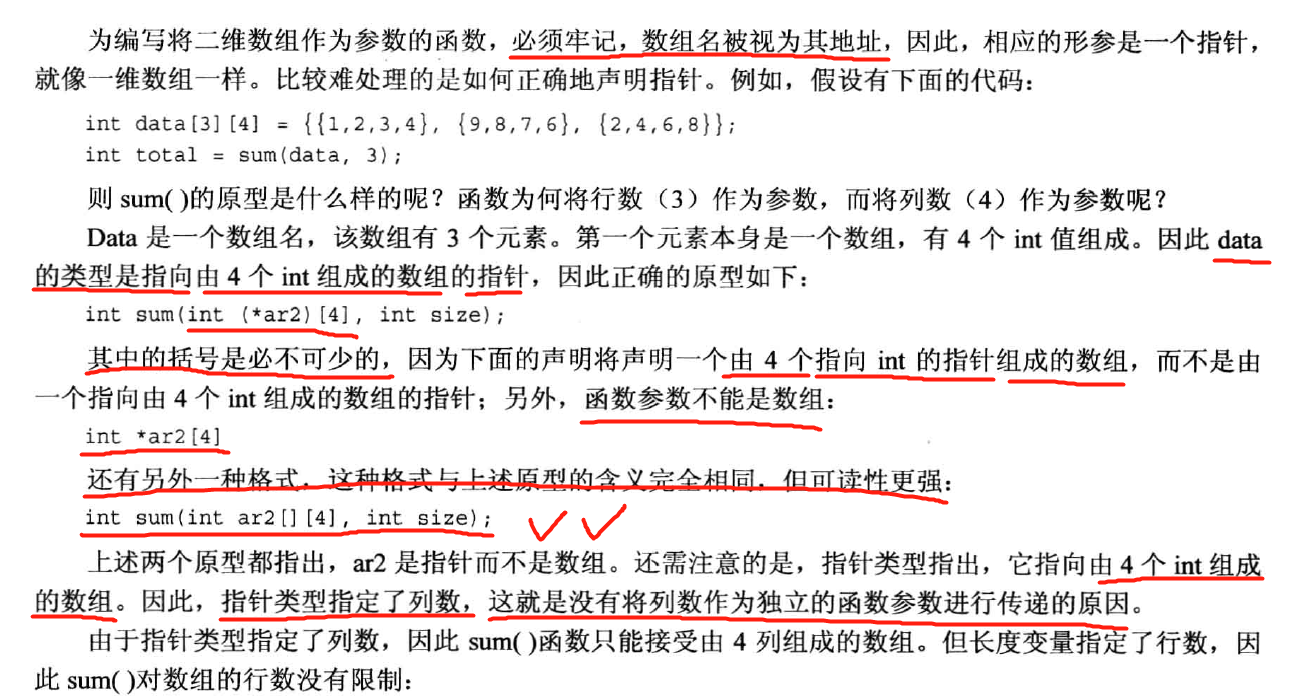 为编写将二维数组作为参数的函数，必须牢记，数组名被视为其地址，因此，相应的形参是一个指针，
就像一维数组一样。比较难处理的是如何正确地声明指针。例如，假设有下面的代码：
int data[3][4] = {{1,2,3,4}, {9,8,7,6}, {2,4,6,8}};
int total = sum(data, 3);
则 sum( )的原型是什么样的呢？函数为何将行数（3）作为参数，而将列数（4）作为参数呢？
Data 是一个数组名，该数组有 3 个元素。第一个元素本身是一个数组，有 4 个 int 值组成。因此 data
的类型是指向由 4 个 int 组成的数组的指针，因此正确的原型如下：
int sum(int (*ar2)[4], int size);
其中的括号是必不可少的，因为下面的声明将声明一个由 4 个指向 int 的指针组成的数组，而不是由
一个指向由 4 个 int 组成的数组的指针；另外，函数参数不能是数组：
int *ar2[4]
还有另外一种格式，这种格式与上述原型的含义完全相同，但可读性更强：
int sum(int ar2[][4], int size);
上述两个原型都指出，ar2 是指针而不是数组。还需注意的是，指针类型指出，它指向由 4 个 int 组成
的数组。因此，指针类型指定了列数，这就是没有将列数作为独立的函数参数进行传递的原因。
由于指针类型指定了列数，因此 sum( )函数只能接受由 4 列组成的数组。但长度变量指定了行数，因
此 sum( )对数组的行数没有限制：